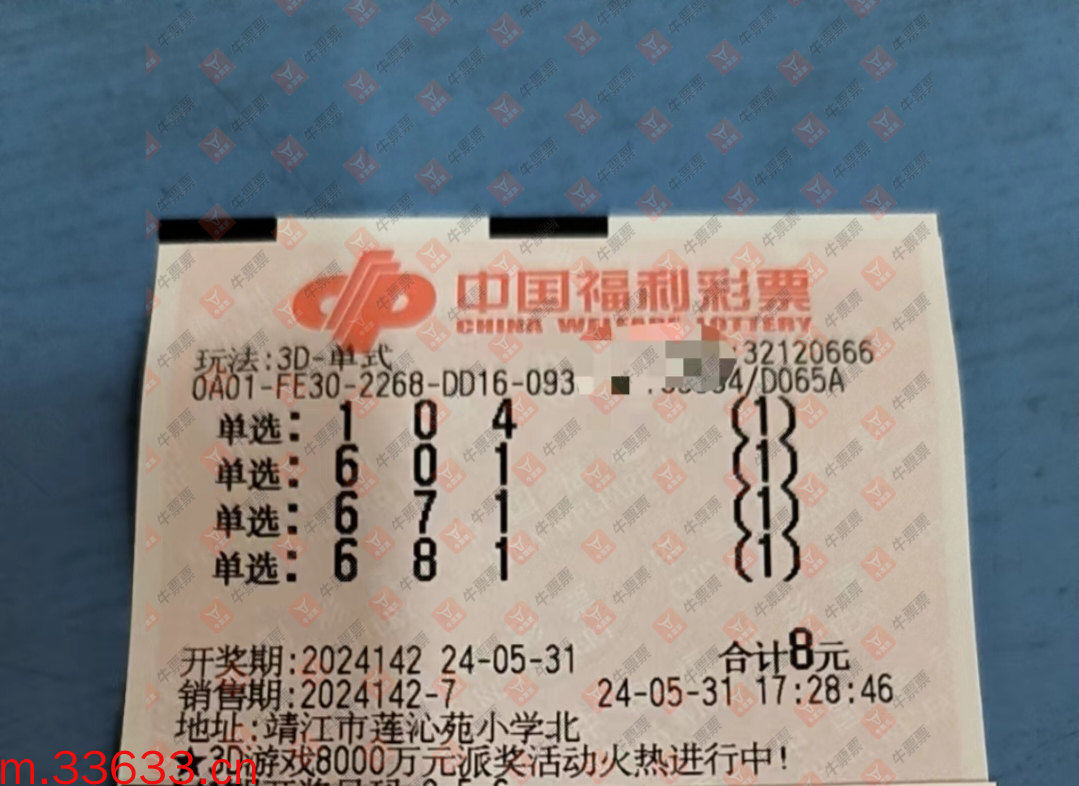 中国福利彩票
CHINA WELFARE LOTTERY
玩法:3D-单式 32120666
0A01-FE30-2268-DD16-093 4/D065A
单选: 1 0 4 (1)
单选: 6 0 1 (1)
单选: 6 7 1 (1)
单选: 6 8 1 (1)
开奖期:2024142 24-05-31 合计8元
销售期:2024142-7 24-05-31 17:28:46
地址:靖江市莲沁苑小学北
★3D游戏8000万元派奖活动火热进行中!
m.33633.cn
牛票票